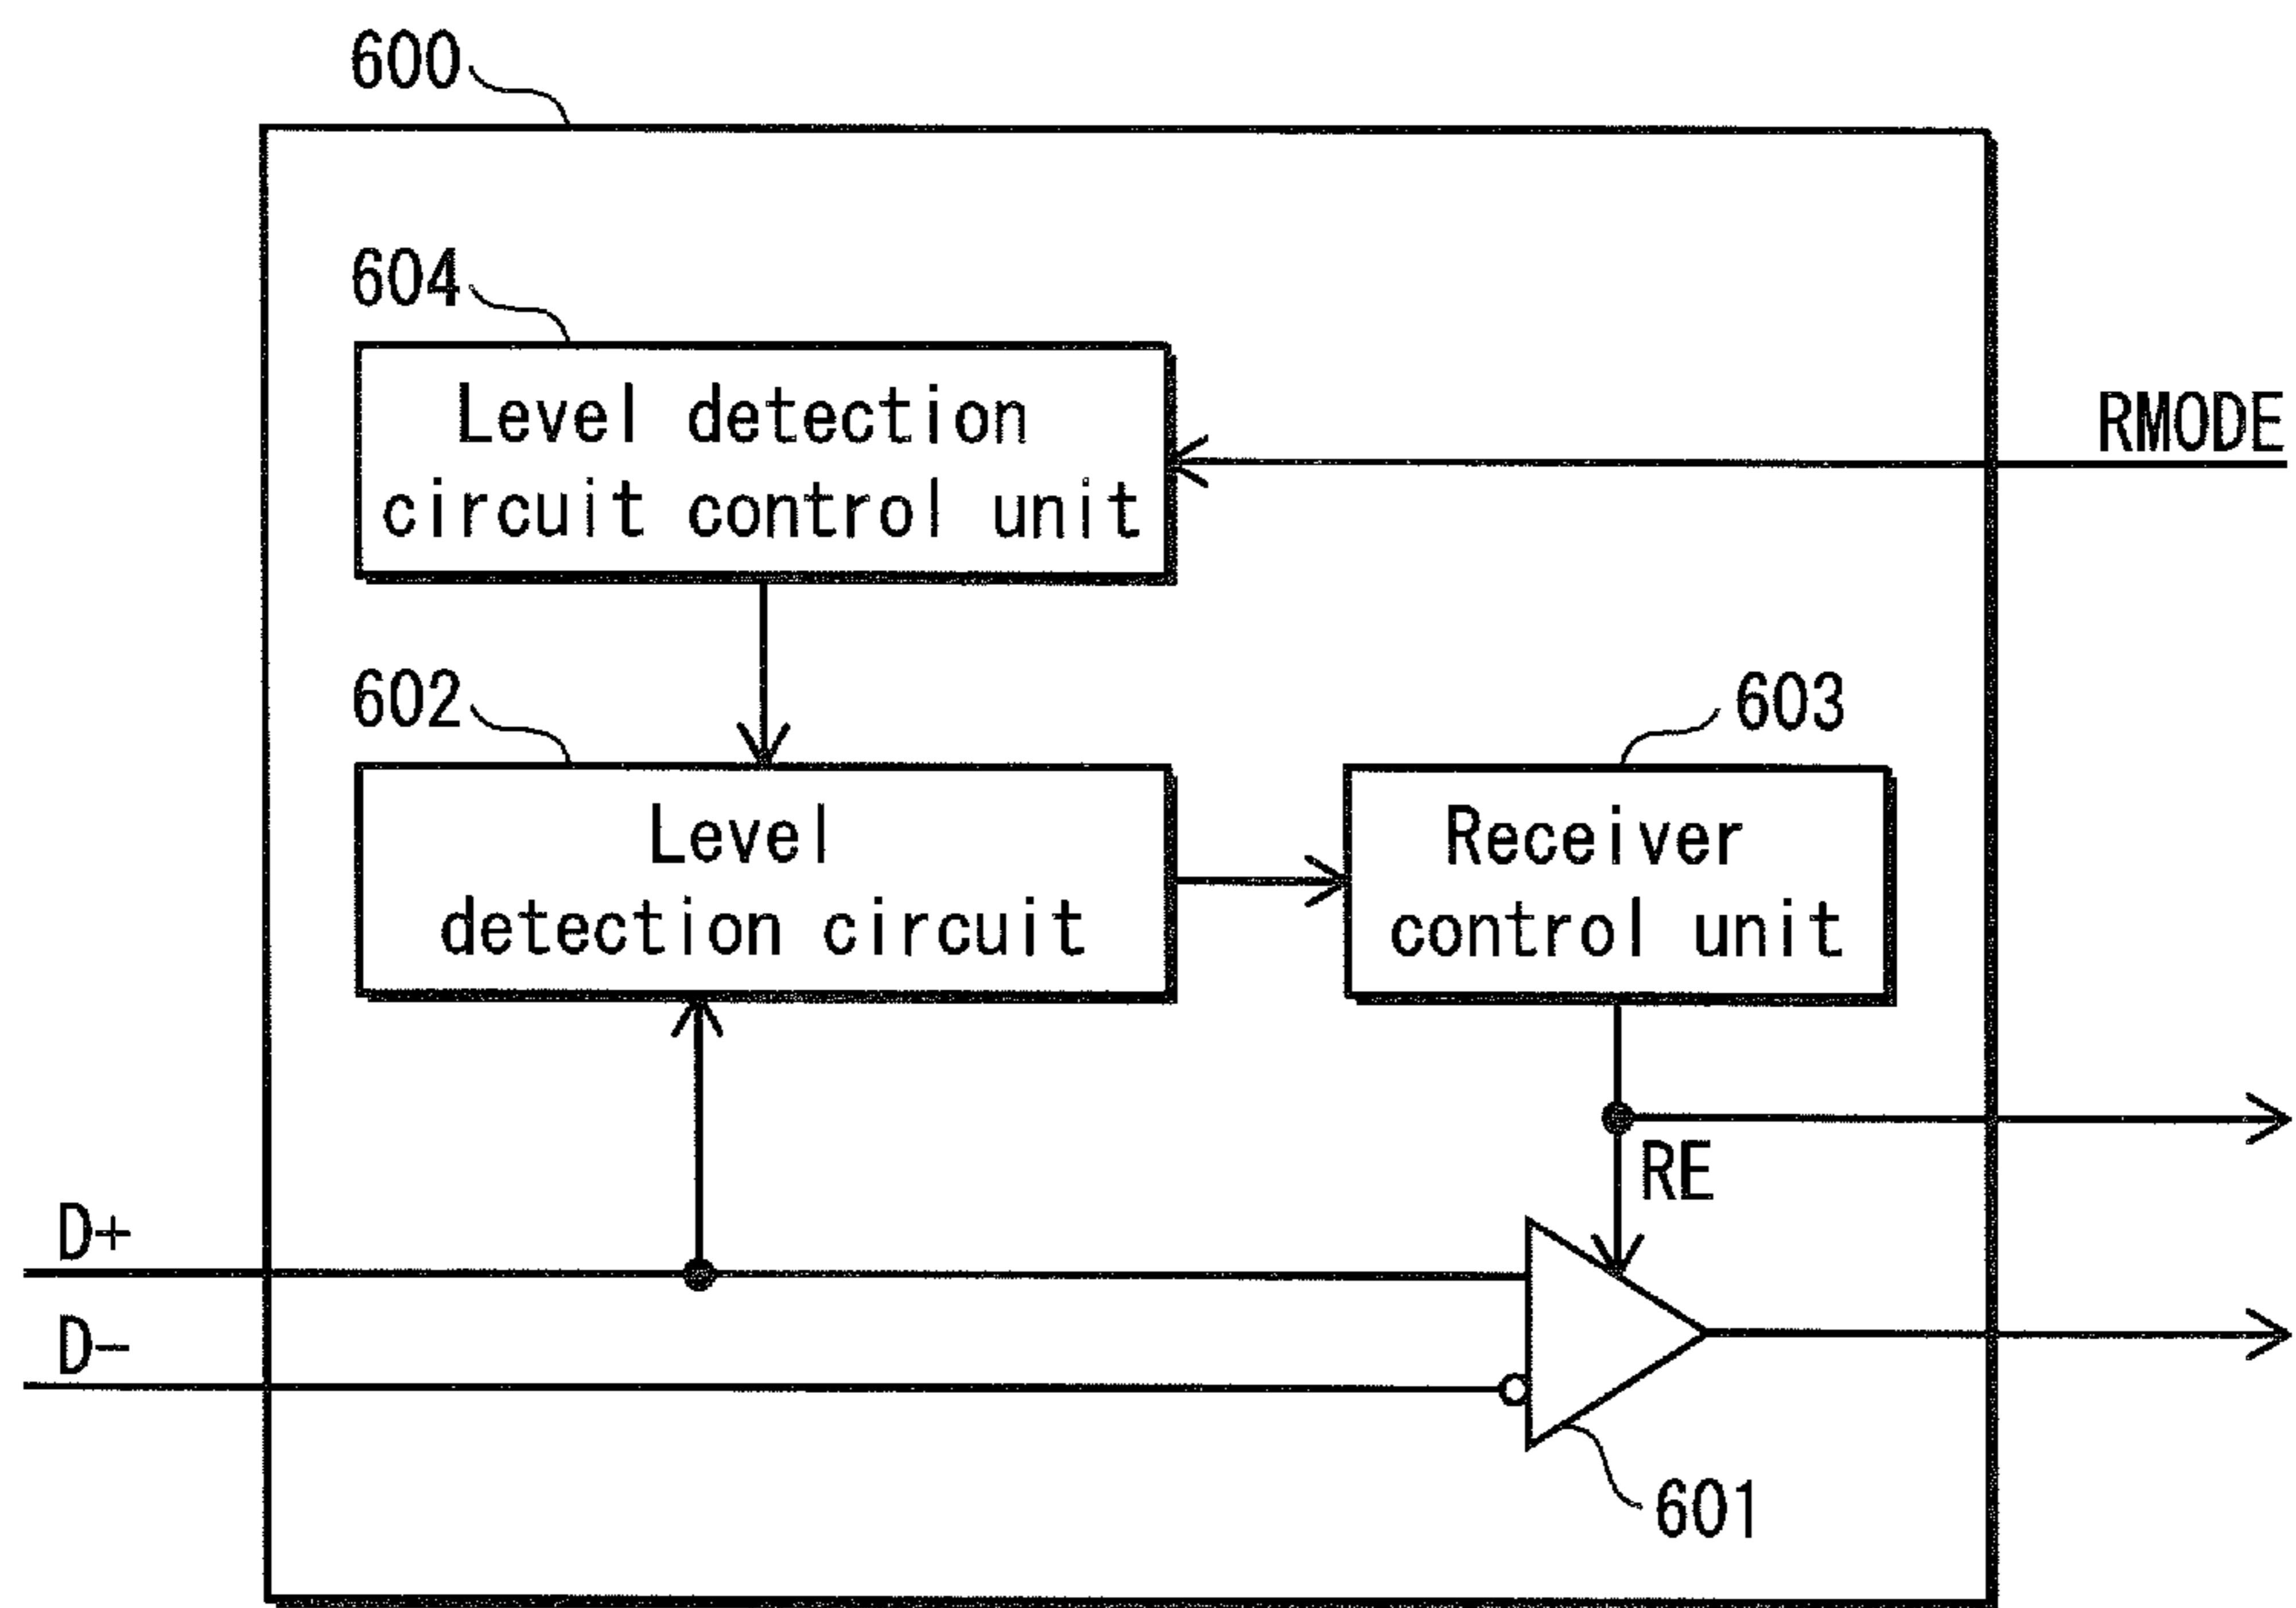 600
604
Level detection
circuit control unit
RMODE
602
Level
detection circuit
603
Receiver
control unit
RE
D+
D-
601